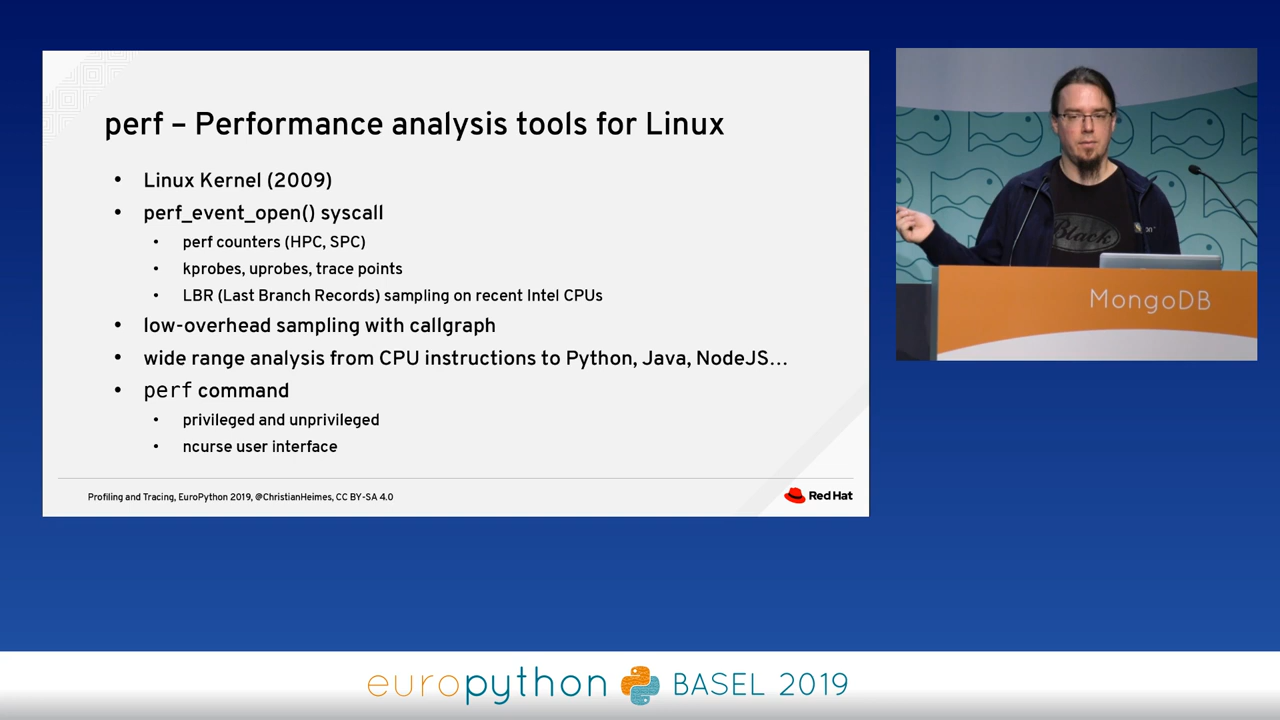 perf – Performance analysis tools for Linux
• Linux Kernel (2009)
• perf_event_open() syscall
• perf counters (HPC, SPC)
• kprobes, uprobes, trace points
• LBR (Last Branch Records) sampling on recent Intel CPUs
• low-overhead sampling with callgraph
• wide range analysis from CPU instructions to Python, Java, NodeJS...
• perf command
• privileged and unprivileged
• ncurse user interface
Profiling and Tracing, EuroPython 2019, @ChristianHeimes, CC BY-SA 4.0
Red Hat
Black
MongoDB
europython BASEL 2019